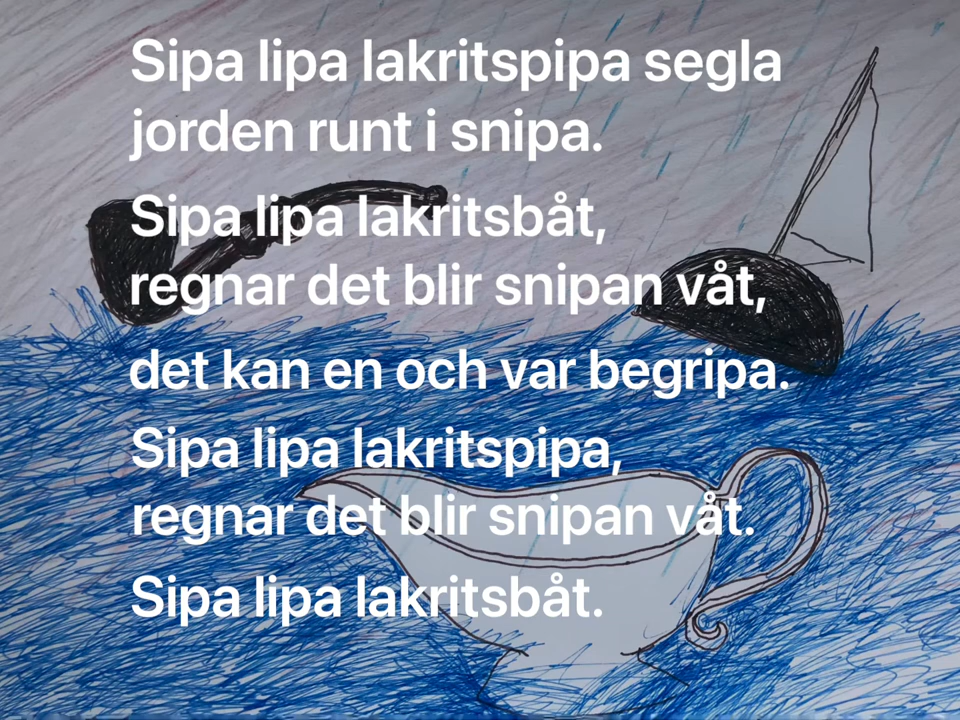 Sipa lipa lakritspipa segla
jorden runt i snipa.
Sipa lipa lakritsbåt,
regnar det blir snipan våt,
det kan en och var begripa.
Sipa lipa lakritspipa,
regnar det blir snipan våt.
Sipa lipa lakritsbåt.